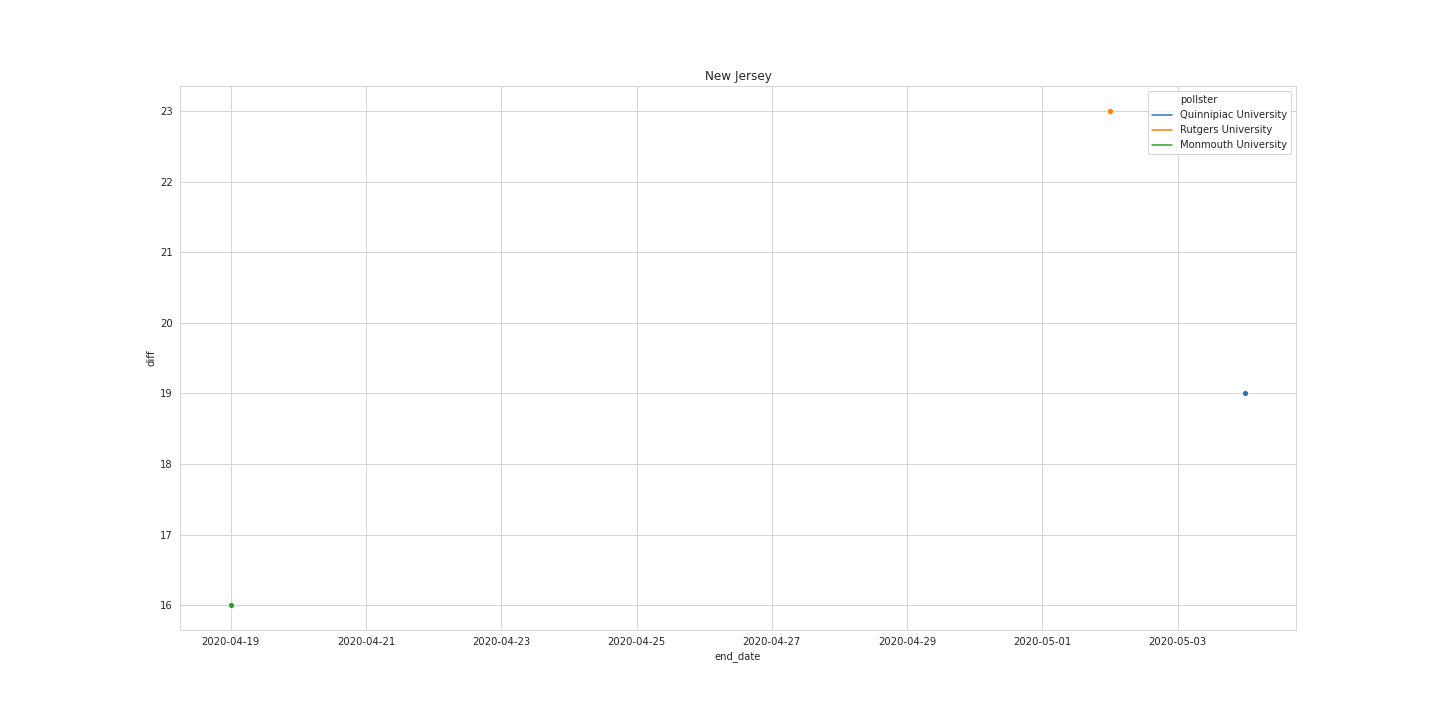 New Jersey
pollster
Quinnipiac University
Rutgers University
Monmouth University
23
22
21
20
19
18
17
16
diff
2020-04-19 2020-04-21 2020-04-23 2020-04-25 2020-04-27 2020-04-29 2020-05-01 2020-05-03
end_date